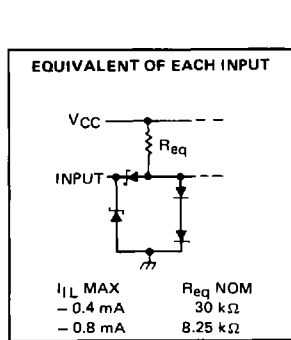 EQUIVALENT OF EACH INPUT
VCC
Req
INPUT
IIL MAX Req NOM
– 0.4 mA 30 kΩ
– 0.8 mA 8.25 kΩ